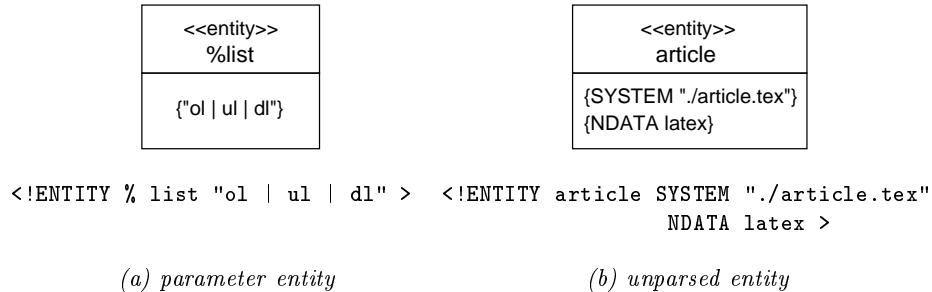 <<entity>>
%list
{"ol | ul | dl"}
<!ENTITY % list "ol | ul | dl" >
(a) parameter entity
<<entity>>
article
{SYSTEM "./article.tex"}
{NDATA latex}
<!ENTITY article SYSTEM "./article.tex"
NDATA latex >
(b) unparsed entity